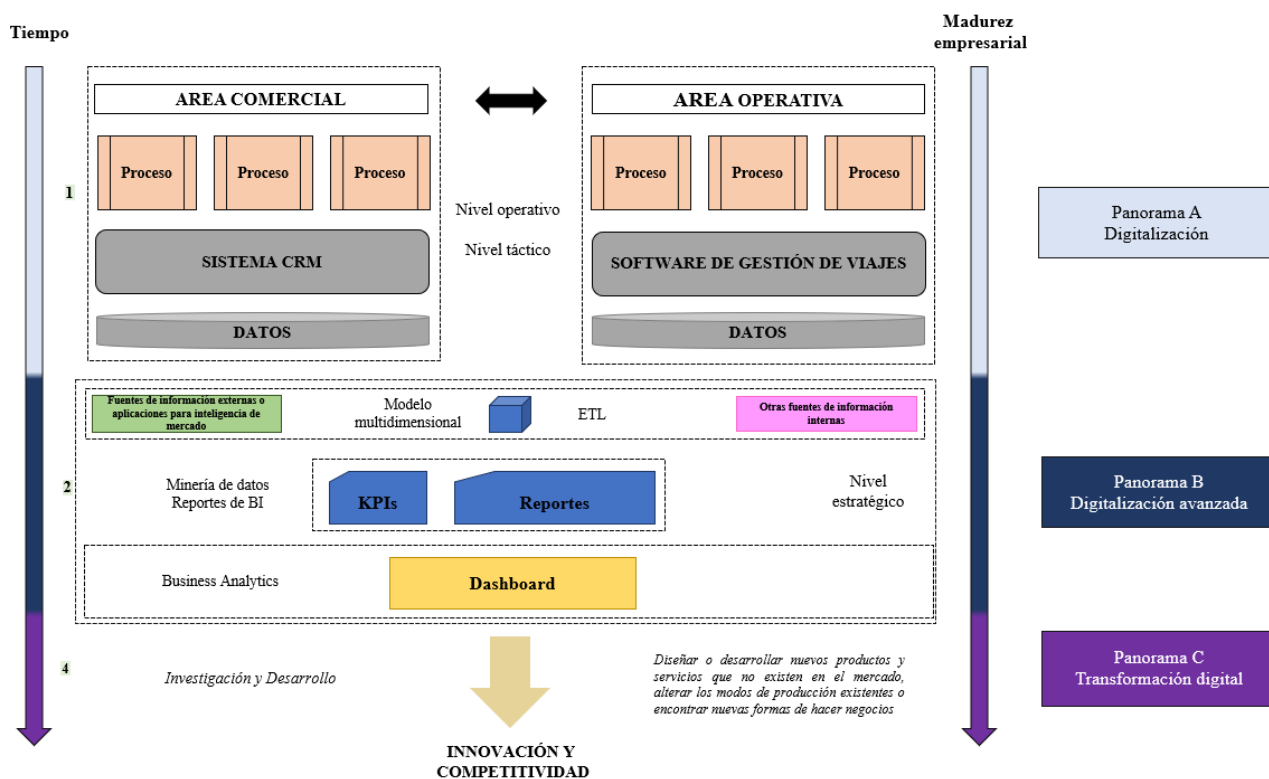 Tiempo
Madurez
empresarial
AREA COMERCIAL
AREA OPERATIVA
Proceso
Proceso
Proceso
Proceso
Proceso
Proceso
1
Nivel operativo
Nivel táctico
SISTEMA CRM
SOFTWARE DE GESTIÓN DE VIAJES
DATOS
DATOS
Panorama A
Digitalización
Fuentes de información externas o
aplicaciones para inteligencia de
mercado
Modelo
multidimensional
ETL
Otras fuentes de información
internas
2
Minería de datos
Reportes de BI
KPIs
Reportes
Nivel
estratégico
Panorama B
Digitalización avanzada
Business Analytics
Dashboard
4
Investigación y Desarrollo
Diseñar o desarrollar nuevos productos y
servicios que no existen en el mercado,
alterar los modos de producción existentes o
encontrar nuevas formas de hacer negocios
Panorama C
Transformación digital
INNOVACIÓN Y
COMPETITIVIDAD